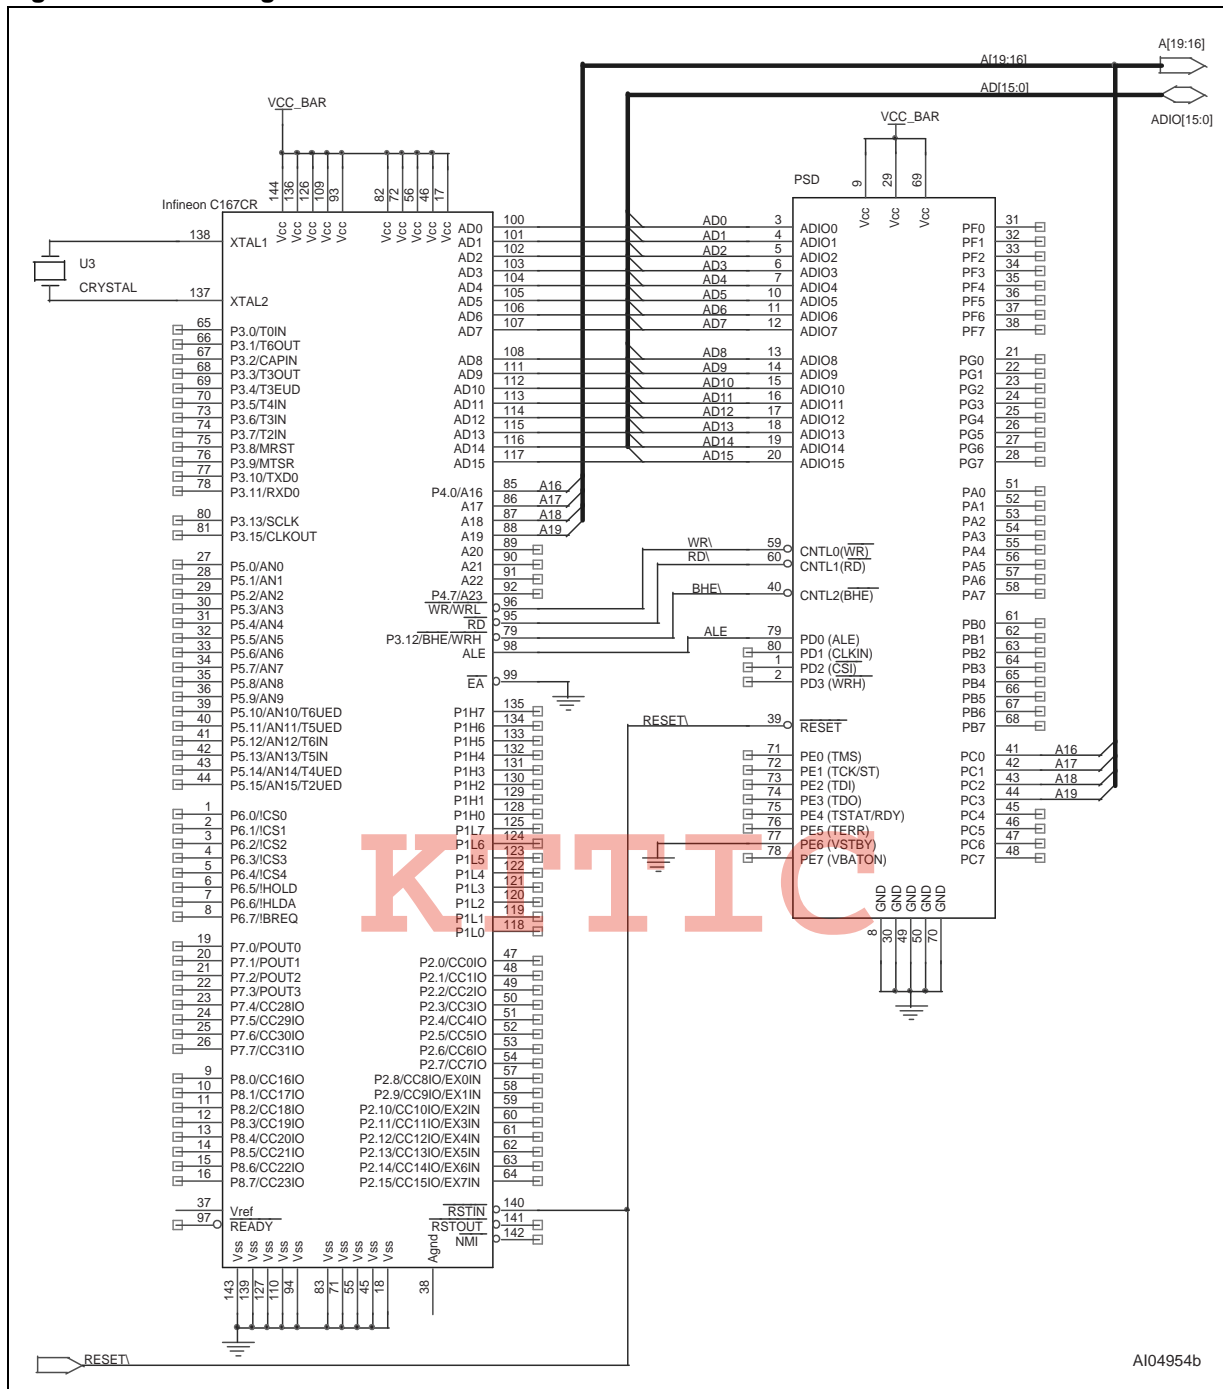 A[19:16]
A[19:16]
AD[15:0]
ADIO[15:0]
VCC_BAR
VCC_BAR
144 136 126 109 93 82 72 56 46 17
9 29 69
PSD
Infineon C167CR
Vcc Vcc Vcc Vcc Vcc Vcc Vcc Vcc Vcc Vcc
Vcc Vcc Vcc
138 XTAL1
U3
CRYSTAL
137 XTAL2
65 P3.0/T0IN
66 P3.1/T6OUT
67 P3.2/CAPIN
68 P3.3/T3OUT
69 P3.4/T3EUD
70 P3.5/T4IN
73 P3.6/T3IN
74 P3.7/T2IN
75 P3.8/MRST
76 P3.9/MTSR
77 P3.10/TXD0
78 P3.11/RXD0
80 P3.13/SCLK
81 P3.15/CLKOUT
27 P5.0/AN0
28 P5.1/AN1
29 P5.2/AN2
30 P5.3/AN3
31 P5.4/AN4
32 P5.5/AN5
33 P5.6/AN6
34 P5.7/AN7
35 P5.8/AN8
36 P5.9/AN9
39 P5.10/AN10/T6UED
40 P5.11/AN11/T5UED
41 P5.12/AN12/T6IN
42 P5.13/AN13/T5IN
43 P5.14/AN14/T4UED
44 P5.15/AN15/T2UED
1 P6.0/!CS0
2 P6.1/!CS1
3 P6.2/!CS2
4 P6.3/!CS3
5 P6.4/!CS4
6 P6.5/!HOLD
7 P6.6/!HLDA
8 P6.7/!BREQ
19 P7.0/POUT0
20 P7.1/POUT1
21 P7.2/POUT2
22 P7.3/POUT3
23 P7.4/CC28IO
24 P7.5/CC29IO
25 P7.6/CC30IO
26 P7.7/CC31IO
9 P8.0/CC16IO
10 P8.1/CC17IO
11 P8.2/CC18IO
12 P8.3/CC19IO
13 P8.4/CC20IO
14 P8.5/CC21IO
15 P8.6/CC22IO
16 P8.7/CC23IO
37 Vref
97 READY
AD0 100 AD0 3 ADIO0
AD1 101 AD1 4 ADIO1
AD2 102 AD2 5 ADIO2
AD3 103 AD3 6 ADIO3
AD4 104 AD4 7 ADIO4
AD5 105 AD5 10 ADIO5
AD6 106 AD6 11 ADIO6
AD7 107 AD7 12 ADIO7
AD8 108 AD8 13 ADIO8
AD9 111 AD9 14 ADIO9
AD10 112 AD10 15 ADIO10
AD11 113 AD11 16 ADIO11
AD12 114 AD12 17 ADIO12
AD13 115 AD13 18 ADIO13
AD14 116 AD14 19 ADIO14
AD15 117 AD15 20 ADIO15
P4.0/A16 85 A16
A17 86 A17
A18 87 A18
A19 88 A19
A20 89
A21 90
A22 91
P4.7/A23 92
WR/WRL 96 WR\ 59 CNTL0(WR)
RD 95 RD\ 60 CNTL1(RD)
P3.12/BHE/WRH 79 BHE\ 40 CNTL2(BHE)
ALE 98 ALE 79 PD0 (ALE)
80 PD1 (CLKIN)
1 PD2 (CSI)
2 PD3 (WRH)
EA 99
RESET\ 39 RESET
P1H7 135
P1H6 134
P1H5 133
P1H4 132
P1H3 131
P1H2 130
P1H1 129
P1H0 128
P1L7 125
P1L6 124
P1L5 123
P1L4 122
P1L3 121
P1L2 120
P1L1 119
P1L0 118
71 PE0 (TMS)
72 PE1 (TCK/ST)
73 PE2 (TDI)
74 PE3 (TDO)
75 PE4 (TSTAT/RDY)
76 PE5 (TERR)
77 PE6 (VSTBY)
78 PE7 (VBATON)
KTTIC
P2.0/CC0IO 47
P2.1/CC1IO 48
P2.2/CC2IO 49
P2.3/CC3IO 50
P2.4/CC4IO 51
P2.5/CC5IO 52
P2.6/CC6IO 53
P2.7/CC7IO 54
P2.8/CC8IO/EX0IN 57
P2.9/CC9IO/EX1IN 58
P2.10/CC10IO/EX2IN 59
P2.11/CC11IO/EX3IN 60
P2.12/CC12IO/EX4IN 61
P2.13/CC13IO/EX5IN 62
P2.14/CC14IO/EX6IN 63
P2.15/CC15IO/EX7IN 64
RSTIN 140
RSTOUT 141
NMI 142
PF0 31
PF1 32
PF2 33
PF3 34
PF4 35
PF5 36
PF6 37
PF7 38
PG0 21
PG1 22
PG2 23
PG3 24
PG4 25
PG5 26
PG6 27
PG7 28
PA0 51
PA1 52
PA2 53
PA3 54
PA4 55
PA5 56
PA6 57
PA7 58
PB0 61
PB1 62
PB2 63
PB3 64
PB4 65
PB5 66
PB6 67
PB7 68
PC0 41 A16
PC1 42 A17
PC2 43 A18
PC3 44 A19
PC4 45
PC5 46
PC6 47
PC7 48
GND GND GND GND GND
8 30 49 50 70
Vss Vss Vss Vss Vss Vss Vss Vss Vss Vss Agnd
143 139 127 110 94 83 71 55 45 18 38
RESET\
AI04954b